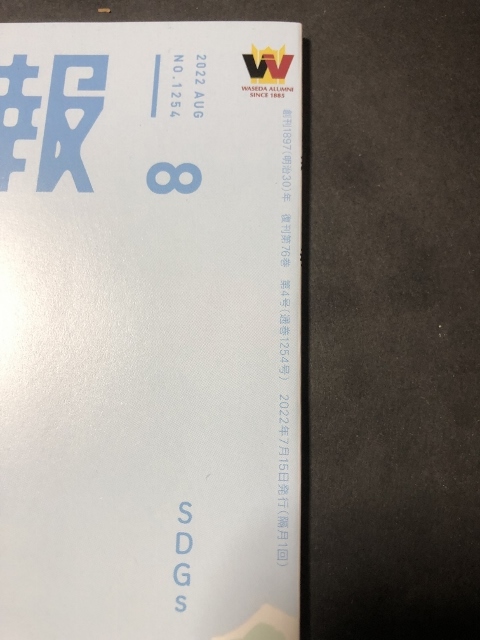 報
2022 AUG
NO.1254
8
WASEDA ALUMNI
SINCE 1885
創刊1897(明治30)年 復刊第76巻 第4号(通巻1254号) 2022年7月15日発行(隔月1回)
SDGs